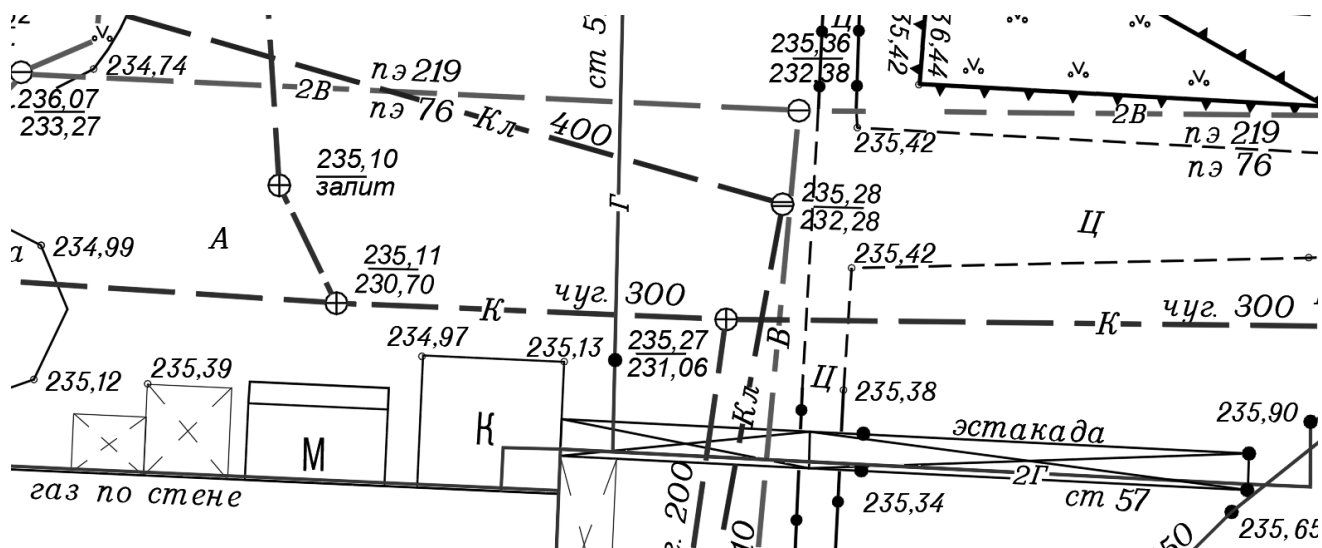 ст 5
Ц
235,36
232,38
35,42
36,44
234,74
236,07
233,27
2В
пэ 219
пэ 76
Кл
400
235,42
2В
пэ 219
пэ 76
235,10
залит
235,28
232,28
Г
Ц
а
234,99
А
235,11
230,70
235,42
К
чуг. 300
К
чуг. 300
235,27
231,06
В
234,97
235,13
235,12
235,39
Ц
235,38
Кл
М
К
эстакада
235,90
газ по стене
2Г
ст 57
235,34
235,65
г. 200
10
50